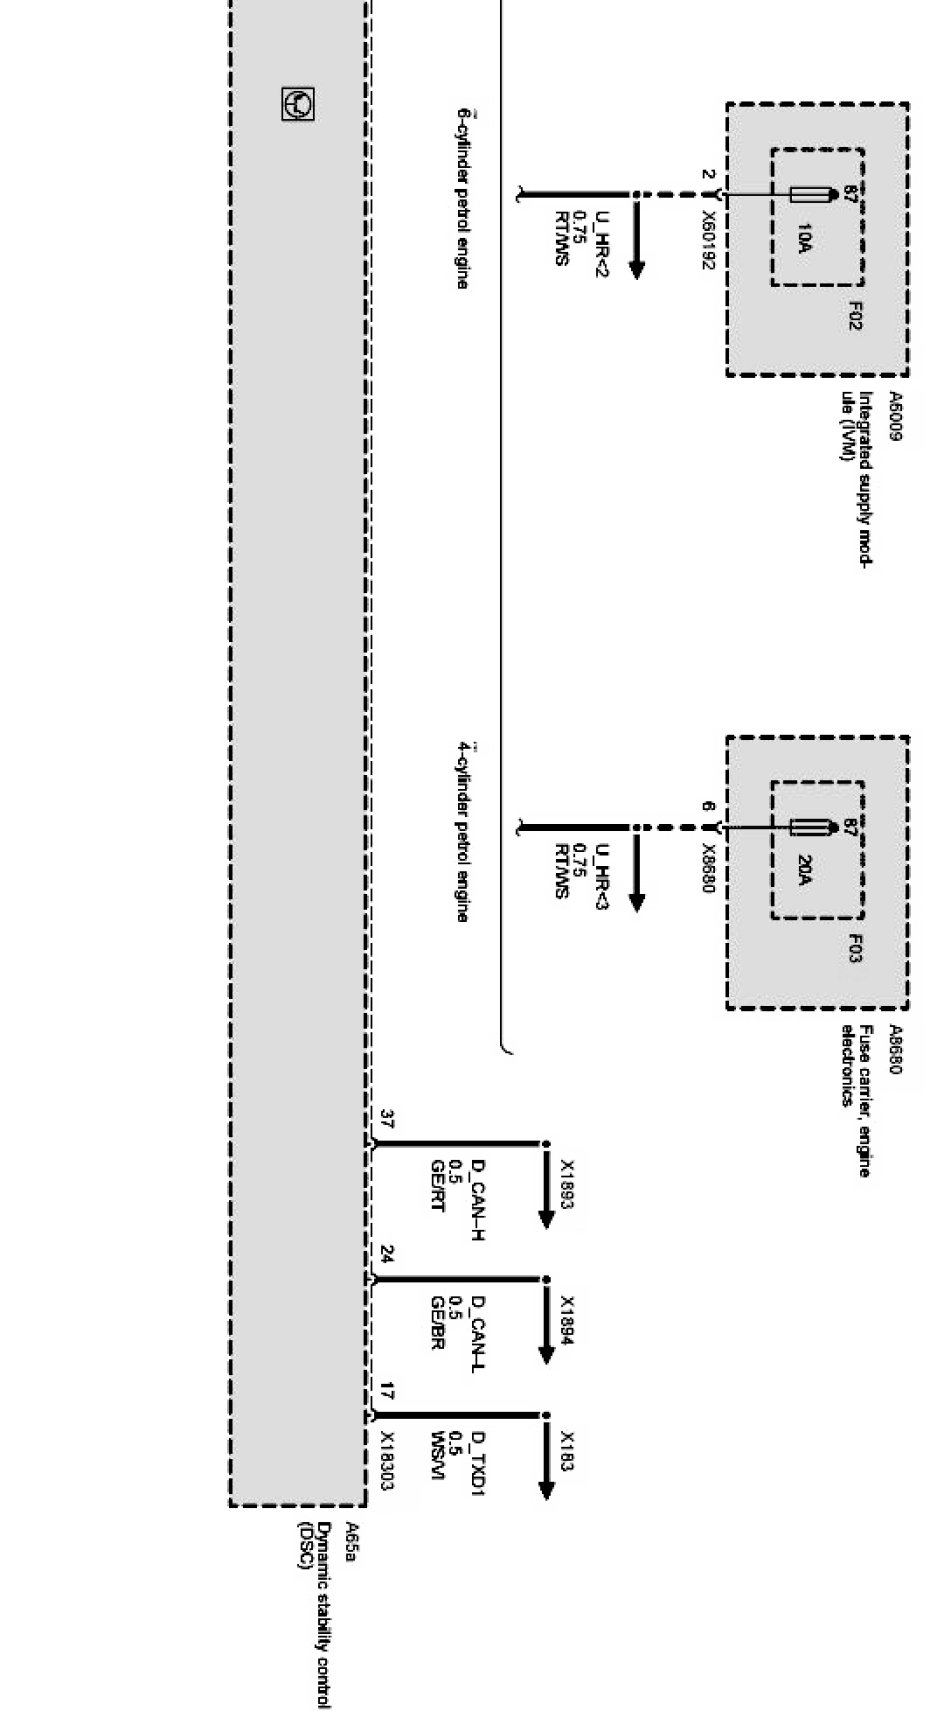 A6009
Integrated supply mod-
ule (IVM)
F02
87
10A
2
X60192
U_HR<2
0.75
RT/WS
6-cylinder petrol engine
A8680
Fuse carrier, engine
electronics
F03
87
20A
6
X8680
U_HR<3
0.75
RT/WS
4-cylinder petrol engine
X1893
D_CAN-H
0.5
GE/RT
37
X1894
D_CAN-L
0.5
GE/BR
24
X183
D_TXD1
0.5
WS/VI
17
X18303
A65a
Dynamic stability control
(DSC)